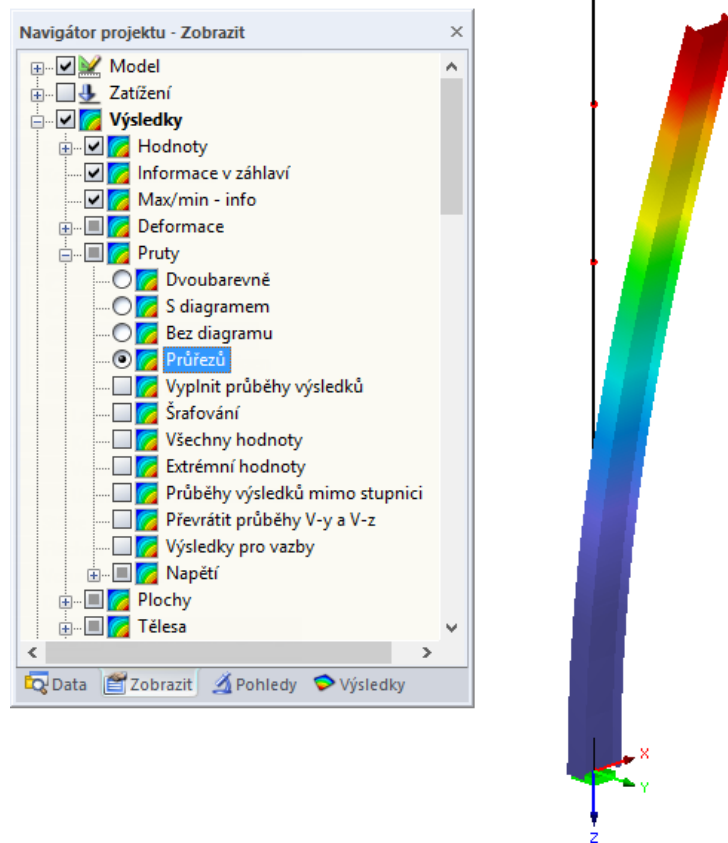 Navigátor projektu - Zobrazit
Model
Zatížení
Výsledky
Hodnoty
Informace v záhlaví
Max/min - info
Deformace
Pruty
Dvoubarevně
S diagramem
Bez diagramu
Průřezů
Vyplnit průběhy výsledků
Šrafování
Všechny hodnoty
Extrémní hodnoty
Průběhy výsledků mimo stupnici
Převrátit průběhy V-y a V-z
Výsledky pro vazby
Napětí
Plochy
Tělesa
Data Zobrazit Pohledy Výsledky
X
Y
Z